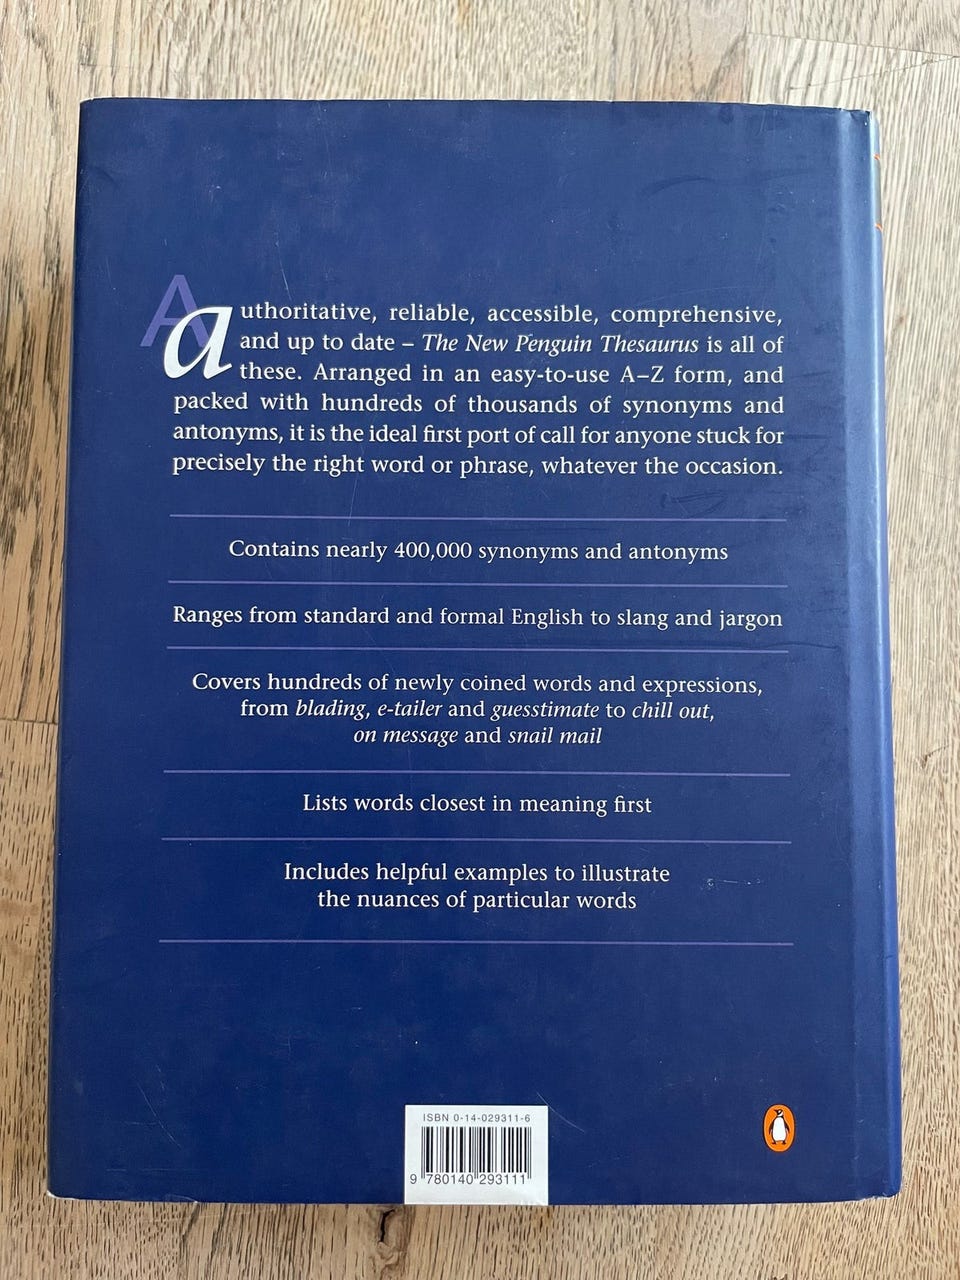 Aauthoritative, reliable, accessible, comprehensive,
and up to date – The New Penguin Thesaurus is all of
these. Arranged in an easy-to-use A–Z form, and
packed with hundreds of thousands of synonyms and
antonyms, it is the ideal first port of call for anyone stuck for
precisely the right word or phrase, whatever the occasion.
Contains nearly 400,000 synonyms and antonyms
Ranges from standard and formal English to slang and jargon
Covers hundreds of newly coined words and expressions,
from blading, e-tailer and guesstimate to chill out,
on message and snail mail
Lists words closest in meaning first
Includes helpful examples to illustrate
the nuances of particular words
ISBN 0-14-029311-6
9 780140 293111